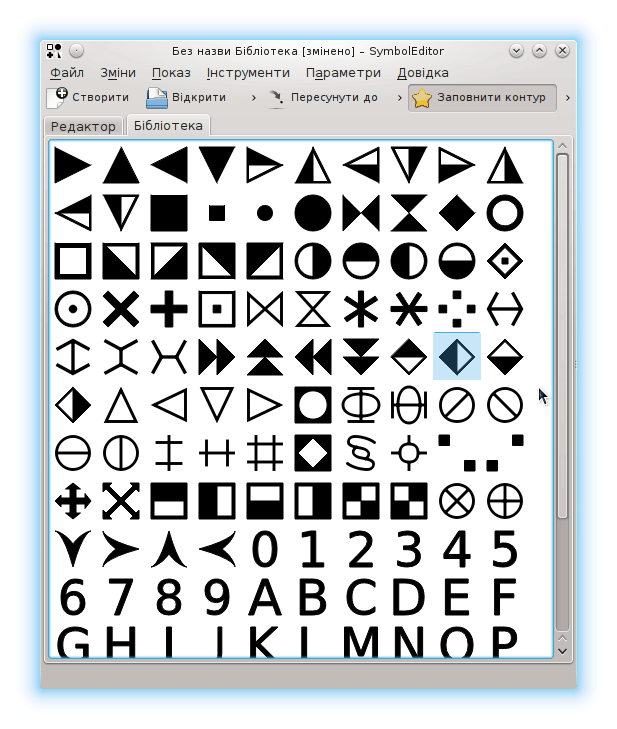 Без назви Бібліотека [змінено] – SymbolEditor
Файл Зміни Показ Інструменти Параметри Довідка
Створити Відкрити Пересунути до Заповнити контур
Редактор Бібліотека
0 1 2 3 4 5
6 7 8 9 A B C D E F
G H I J K L M N O P